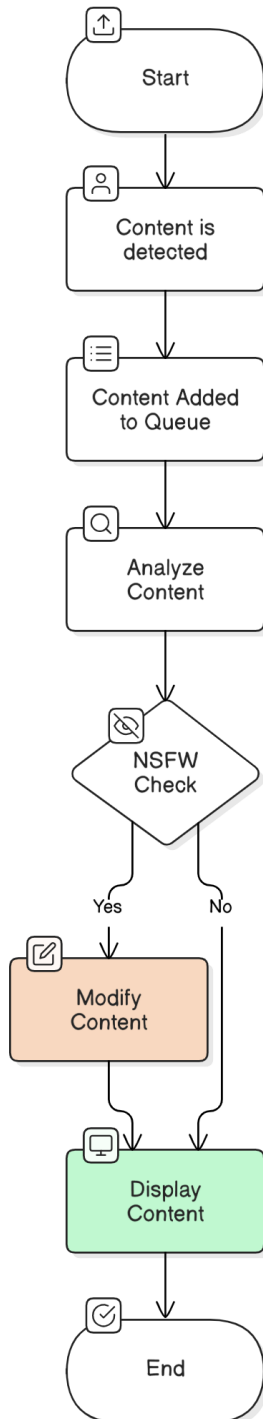 Start
Content is
detected
Content Added
to Queue
Analyze
Content
NSFW
Check
Yes
No
Modify
Content
Display
Content
End